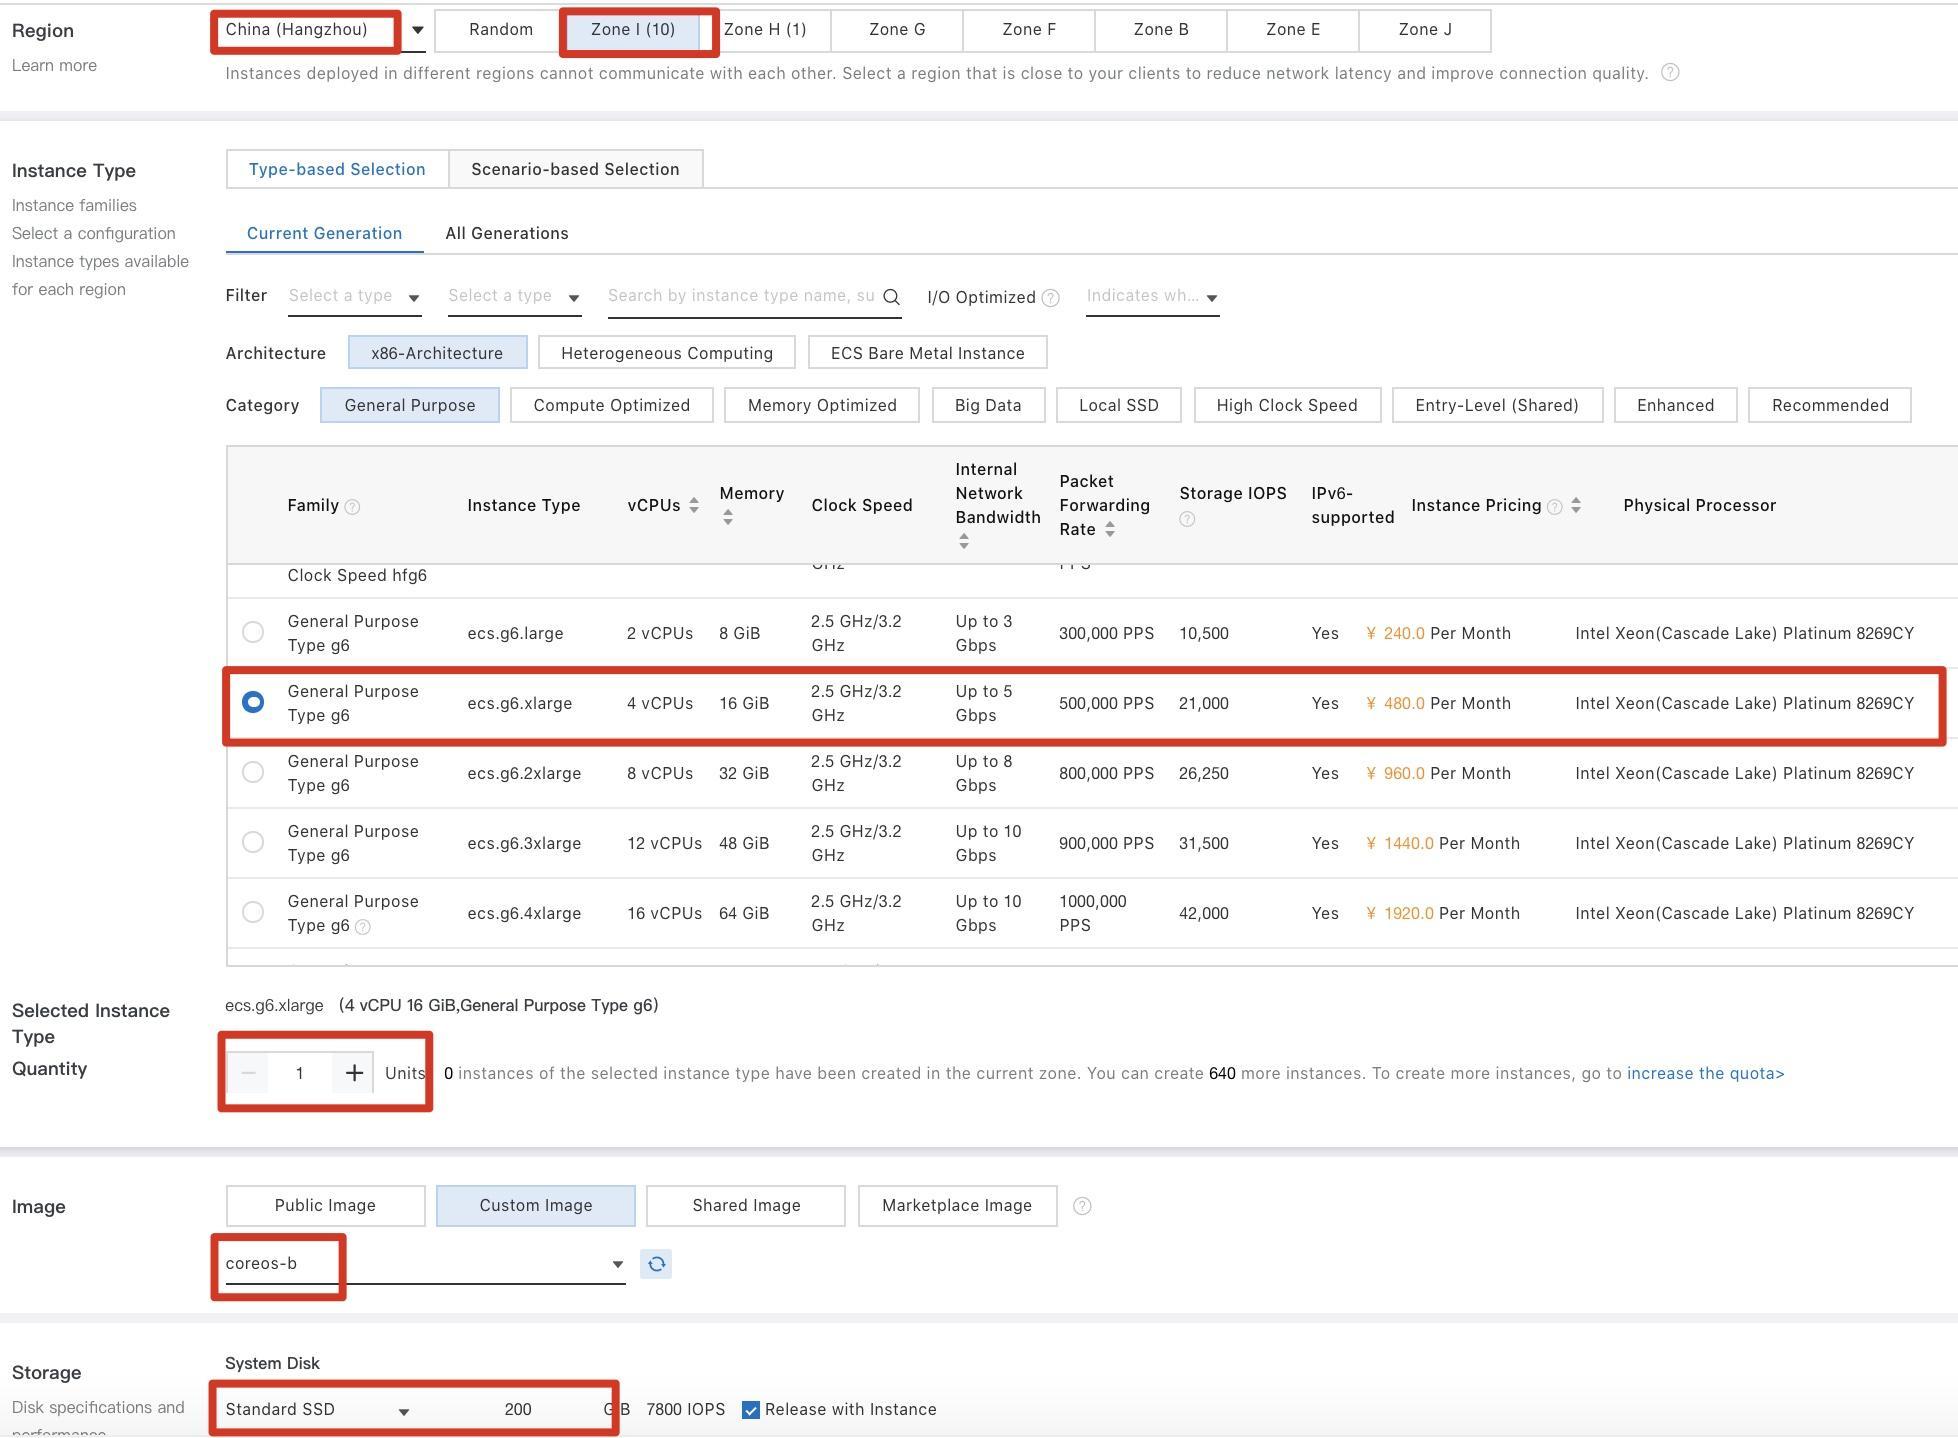 Region
China (Hangzhou)
Random
Zone I (10)
Zone H (1)
Zone G
Zone F
Zone B
Zone E
Zone J
Learn more
Instances deployed in different regions cannot communicate with each other. Select a region that is close to your clients to reduce network latency and improve connection quality.
Instance Type
Type-based Selection
Scenario-based Selection
Instance families
Select a configuration
Instance types available
for each region
Current Generation
All Generations
Filter
Select a type
Select a type
Search by instance type name, su
I/O Optimized
Indicates wh...
Architecture
x86-Architecture
Heterogeneous Computing
ECS Bare Metal Instance
Category
General Purpose
Compute Optimized
Memory Optimized
Big Data
Local SSD
High Clock Speed
Entry-Level (Shared)
Enhanced
Recommended
Family
Instance Type
vCPUs
Memory
Clock Speed
Internal
Network
Bandwidth
Packet
Forwarding
Rate
Storage IOPS
IPv6-
supported
Instance Pricing
Physical Processor
Clock Speed hfg6
GHz
PPS
General Purpose
Type g6
ecs.g6.large
2 vCPUs
8 GiB
2.5 GHz/3.2
GHz
Up to 3
Gbps
300,000 PPS
10,500
Yes
¥ 240.0 Per Month
Intel Xeon(Cascade Lake) Platinum 8269CY
General Purpose
Type g6
ecs.g6.xlarge
4 vCPUs
16 GiB
2.5 GHz/3.2
GHz
Up to 5
Gbps
500,000 PPS
21,000
Yes
¥ 480.0 Per Month
Intel Xeon(Cascade Lake) Platinum 8269CY
General Purpose
Type g6
ecs.g6.2xlarge
8 vCPUs
32 GiB
2.5 GHz/3.2
GHz
Up to 8
Gbps
800,000 PPS
26,250
Yes
¥ 960.0 Per Month
Intel Xeon(Cascade Lake) Platinum 8269CY
General Purpose
Type g6
ecs.g6.3xlarge
12 vCPUs
48 GiB
2.5 GHz/3.2
GHz
Up to 10
Gbps
900,000 PPS
31,500
Yes
¥ 1440.0 Per Month
Intel Xeon(Cascade Lake) Platinum 8269CY
General Purpose
Type g6
ecs.g6.4xlarge
16 vCPUs
64 GiB
2.5 GHz/3.2
GHz
Up to 10
Gbps
1000,000
PPS
42,000
Yes
¥ 1920.0 Per Month
Intel Xeon(Cascade Lake) Platinum 8269CY
Selected Instance
Type
ecs.g6.xlarge (4 vCPU 16 GiB,General Purpose Type g6)
Quantity
1
Units
0 instances of the selected instance type have been created in the current zone. You can create 640 more instances. To create more instances, go to increase the quota>
Image
Public Image
Custom Image
Shared Image
Marketplace Image
coreos-b
Storage
System Disk
Disk specifications and
performance
Standard SSD
200
GiB
7800 IOPS
Release with Instance